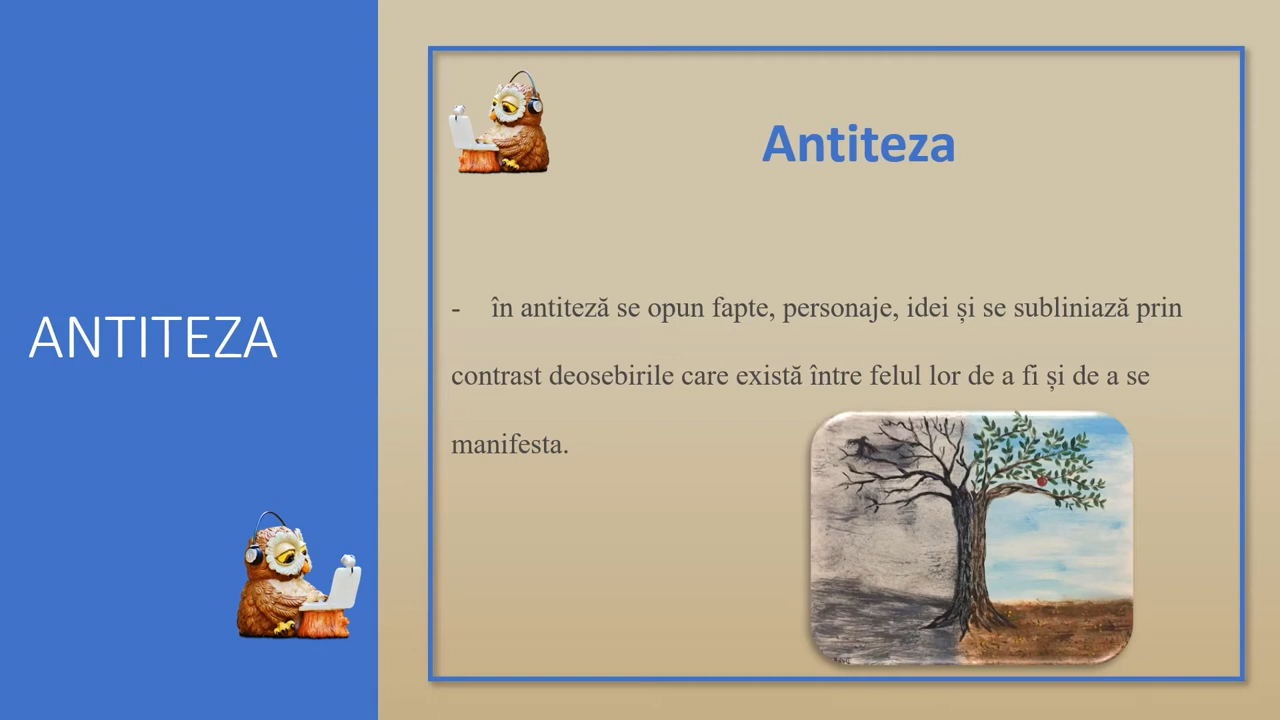 ANTITEZA
Antiteza
- în antiteză se opun fapte, personaje, idei și se subliniază prin
contrast deosebirile care există între felul lor de a fi și de a se
manifesta.